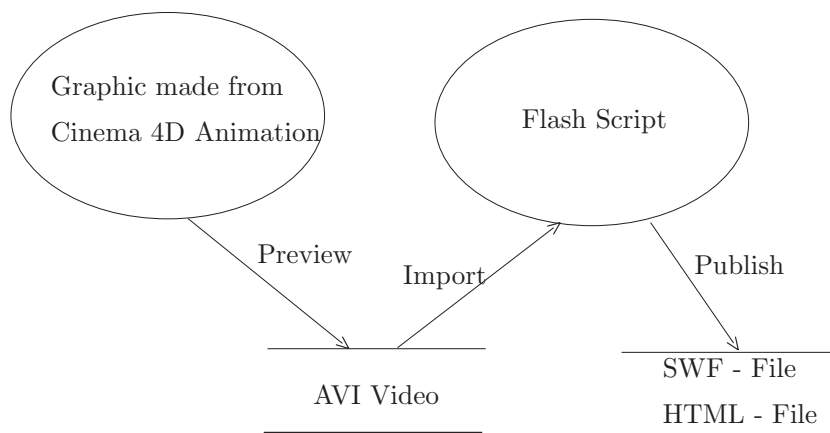 Graphic made from
Cinema 4D Animation
Flash Script
Preview
Import
Publish
AVI Video
SWF - File
HTML - File